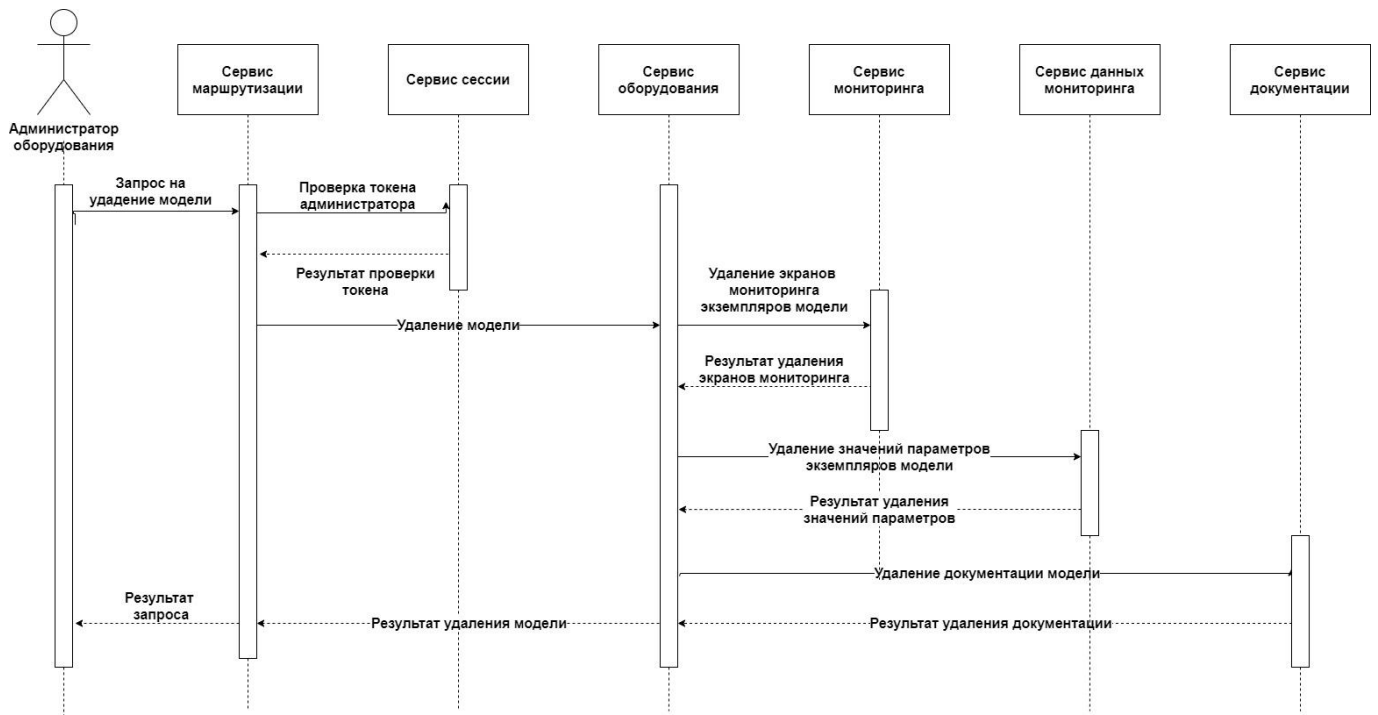 Администратор
оборудования
Сервис
маршрутизации
Сервис сессии
Сервис
оборудования
Сервис
мониторинга
Сервис данных
мониторинга
Сервис
документации
Запрос на
удадение модели
Проверка токена
администратора
Результат проверки
токена
Удаление модели
Удаление экранов
мониторинга
экземпляров модели
Результат удаления
экранов мониторинга
Удаление значений параметров
экземпляров модели
Результат удаления
значений параметров
Удаление документации модели
Результат удаления документации
Результат удаления модели
Результат
запроса